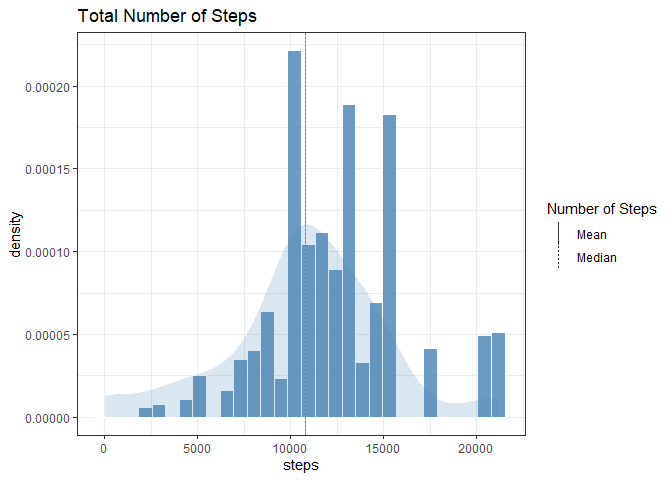 Total Number of Steps
0.00020
0.00015
0.00010
0.00005
0.00000
density
0 5000 10000 15000 20000
steps
Number of Steps
Mean
Median